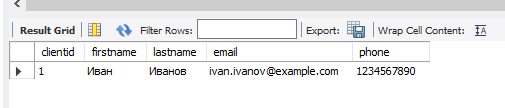 Result Grid Filter Rows: Export: Wrap Cell Content:
clientid firstname lastname email phone
1 Иван Иванов ivan.ivanov@example.com 1234567890